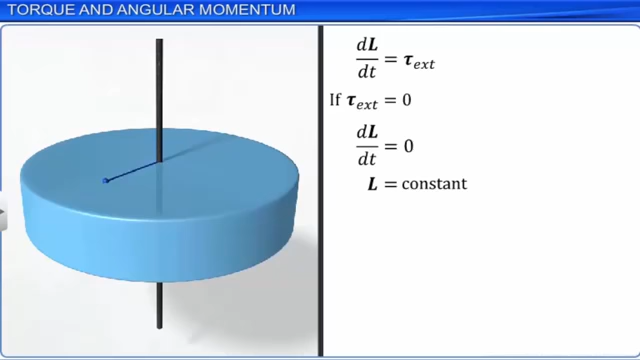 TORQUE AND ANGULAR MOMENTUM
d𝑳/dt = 𝝉ext
If 𝝉ext = 0
d𝑳/dt = 0
𝑳 = constant